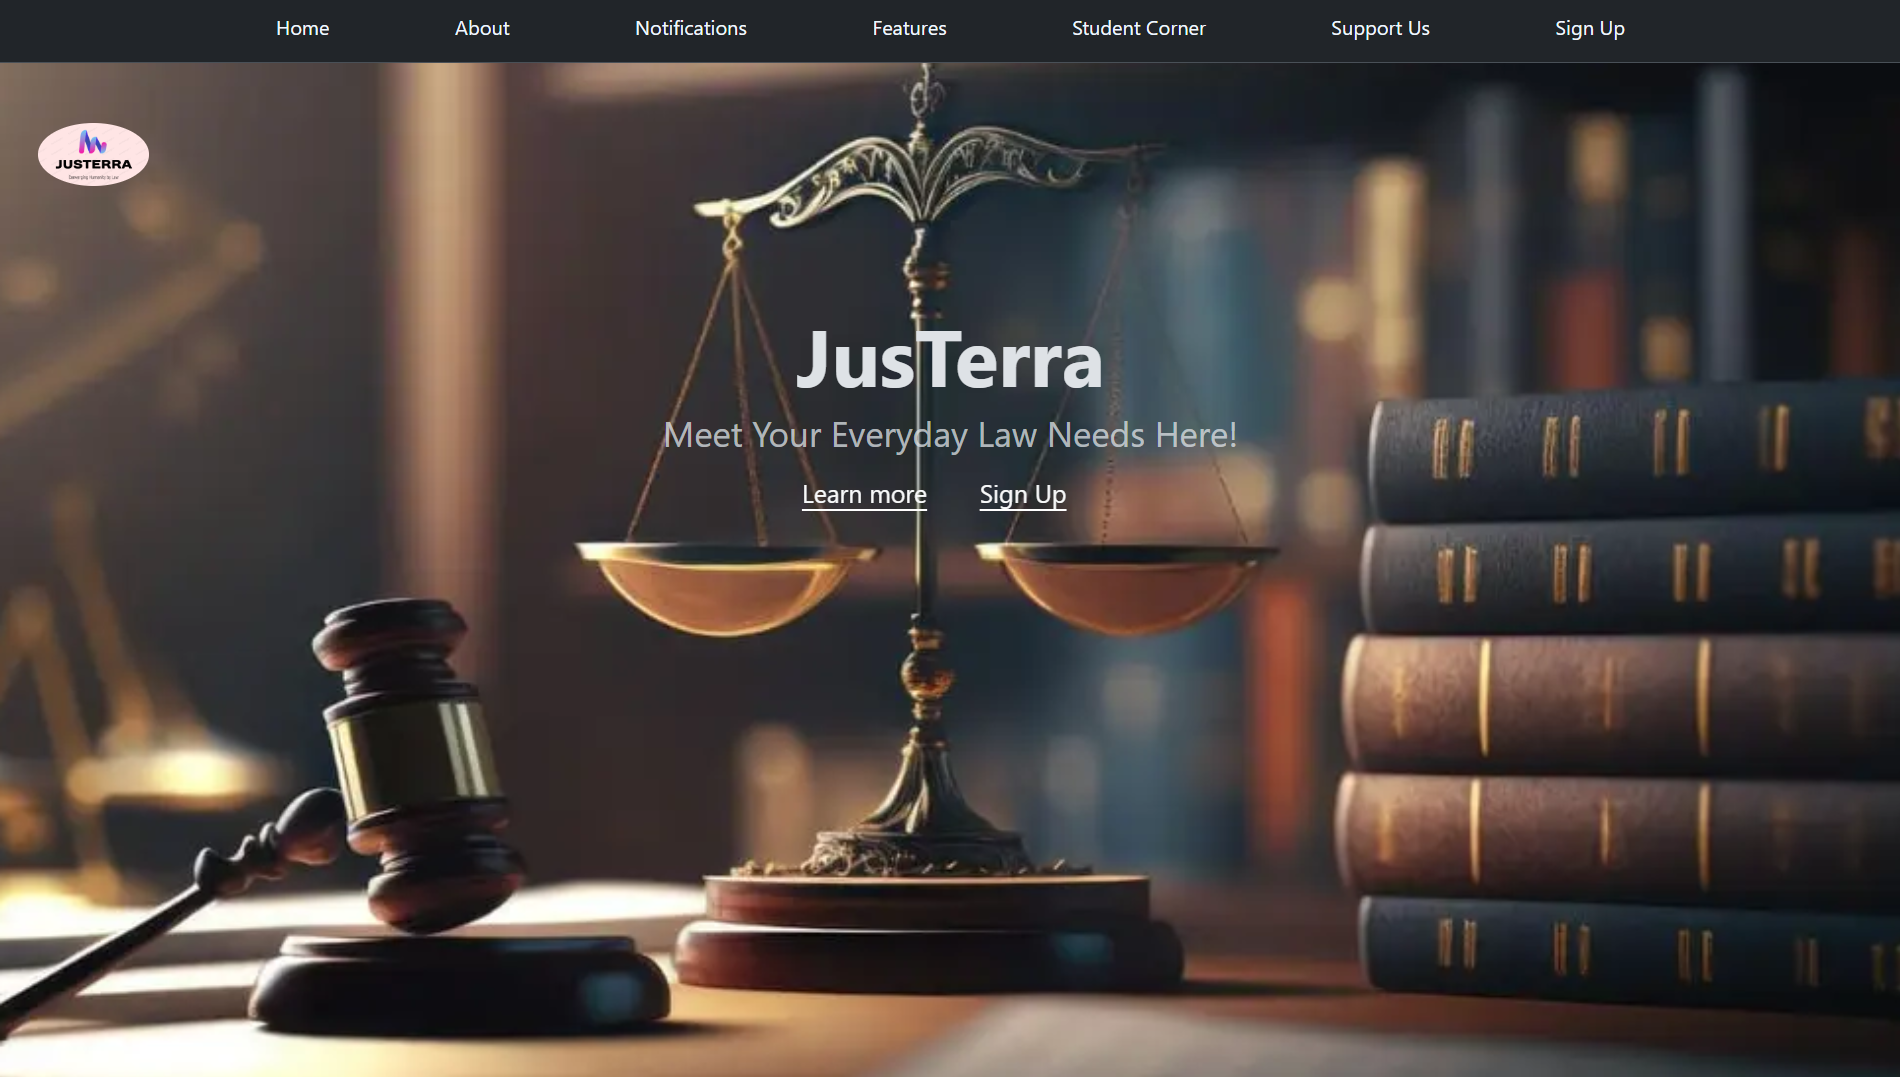 Home About Notifications Features Student Corner Support Us Sign Up
JUSTERRA
JusTerra
Meet Your Everyday Law Needs Here!
Learn more Sign Up